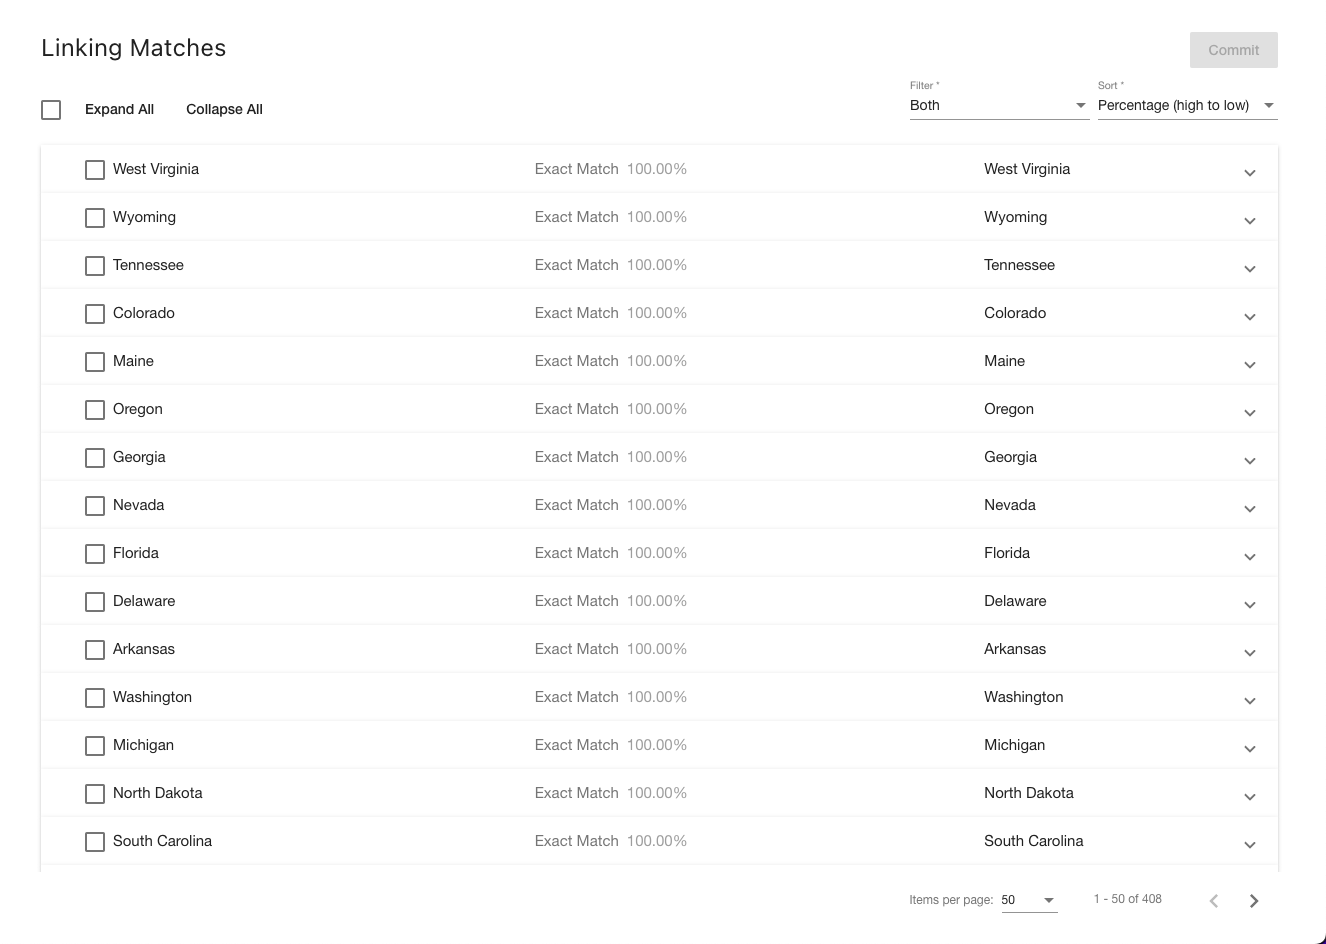 Linking Matches
Commit
Expand All Collapse All
Filter * Sort *
Both Percentage (high to low)
West Virginia Exact Match 100.00% West Virginia
Wyoming Exact Match 100.00% Wyoming
Tennessee Exact Match 100.00% Tennessee
Colorado Exact Match 100.00% Colorado
Maine Exact Match 100.00% Maine
Oregon Exact Match 100.00% Oregon
Georgia Exact Match 100.00% Georgia
Nevada Exact Match 100.00% Nevada
Florida Exact Match 100.00% Florida
Delaware Exact Match 100.00% Delaware
Arkansas Exact Match 100.00% Arkansas
Washington Exact Match 100.00% Washington
Michigan Exact Match 100.00% Michigan
North Dakota Exact Match 100.00% North Dakota
South Carolina Exact Match 100.00% South Carolina
Items per page: 50 1 - 50 of 408